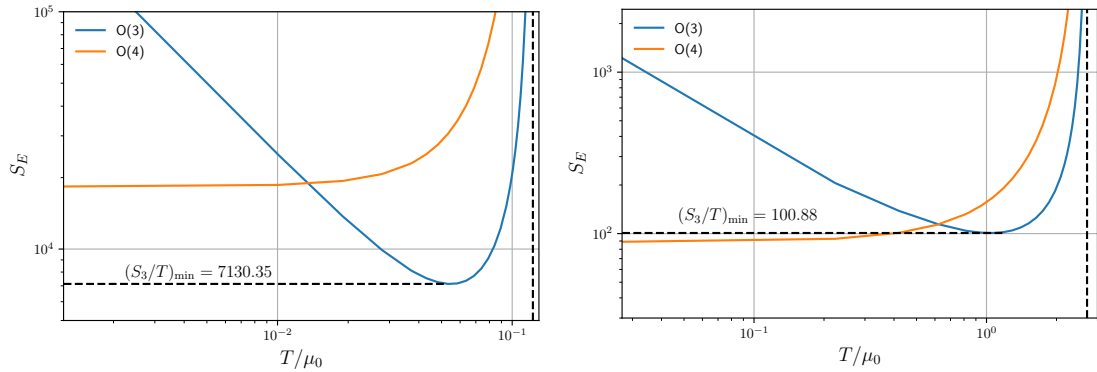 O(3)
O(4)
10^5
10^4
S_E
(S_3/T)_min = 7130.35
10^-2
10^-1
T/μ_0
O(3)
O(4)
10^3
10^2
S_E
(S_3/T)_min = 100.88
10^-1
10^0
T/μ_0